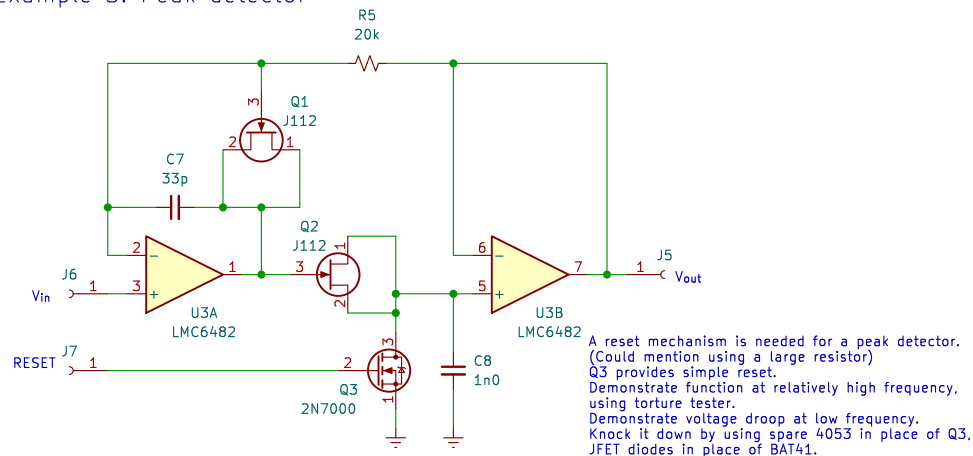 Example 8: Peak detector
R5
20k
3
Q1
J112
2
1
C7
33p
Q2
J112
1
3
2
2
1
3
U3A
LMC6482
J6
Vin
1
6
7
5
U3B
LMC6482
J5
1
Vout
RESET
J7
1
2
3
1
Q3
2N7000
C8
1n0
A reset mechanism is needed for a peak detector.
(Could mention using a large resistor)
Q3 provides simple reset.
Demonstrate function at relatively high frequency,
using torture tester.
Demonstrate voltage droop at low frequency.
Knock it down by using spare 4053 in place of Q3,
JFET diodes in place of BAT41.